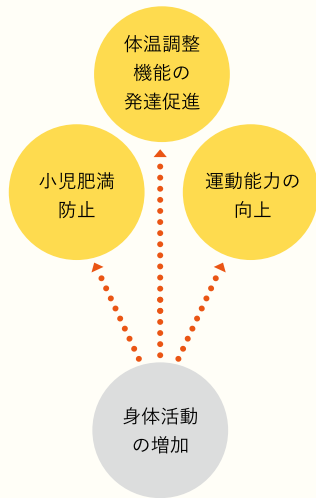 体温調整
機能の
発達促進
小児肥満
防止
運動能力の
向上
身体活動
の増加